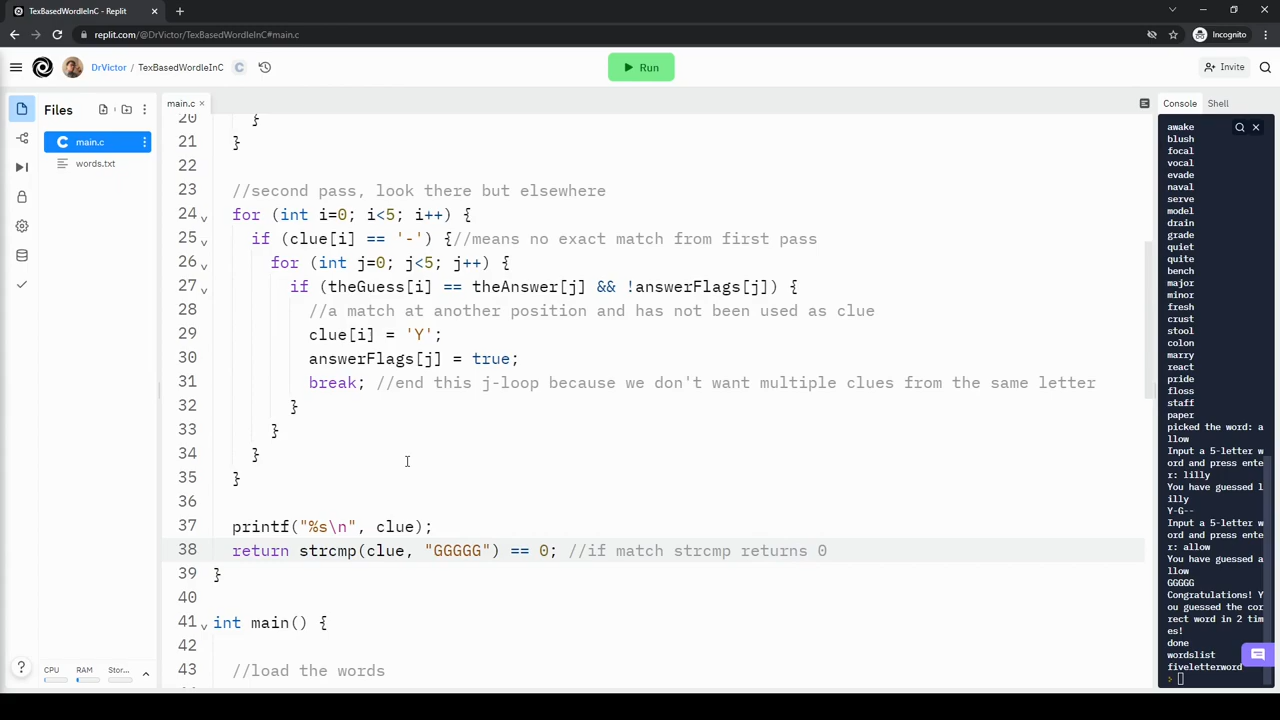 TexBasedWordleInC - Replit
replit.com/@DrVictor/TexBasedWordleInC#main.c
Incognito
DrVictor / TexBasedWordleInC
Run
Invite
Files
main.c
words.txt
CPU RAM Stor...
main.c
20 }
21 }
22
23 //second pass, look there but elsewhere
24 for (int i=0; i<5; i++) {
25 if (clue[i] == '-') {//means no exact match from first pass
26 for (int j=0; j<5; j++) {
27 if (theGuess[i] == theAnswer[j] && !answerFlags[j]) {
28 //a match at another position and has not been used as clue
29 clue[i] = 'Y';
30 answerFlags[j] = true;
31 break; //end this j-loop because we don't want multiple clues from the same letter
32 }
33 }
34 }
35 }
36
37 printf("%s\n", clue);
38 return strcmp(clue, "GGGGG") == 0; //if match strcmp returns 0
39 }
40
41 int main() {
42
43 //load the words
Console Shell
awake
blush
focal
vocal
evade
naval
serve
model
drain
grade
quiet
quite
bench
major
minor
fresh
crust
stool
colon
marry
react
pride
floss
staff
paper
picked the word: a
llow
Input a 5-letter w
ord and press ente
r: lilly
You have guessed l
illy
Y-G--
Input a 5-letter w
ord and press ente
r: allow
You have guessed a
llow
GGGGG
Congratulations! Y
ou guessed the cor
rect word in 2 tim
es!
done
wordslist
fiveletterword
>